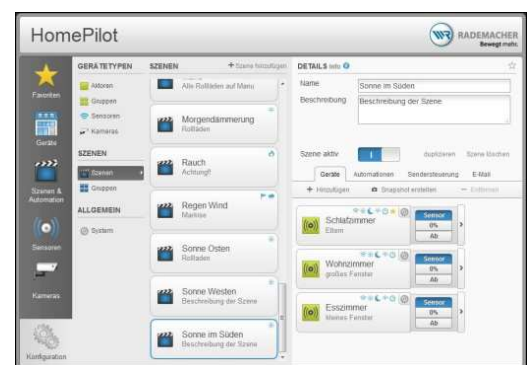 HomePilot
RADEMACHER
Bewegt mehr.
Favoriten
Geräte
Szenen &
Automation
Sensoren
Kameras
Konfiguration
GERÄTETYPEN
Aktoren
Gruppen
Sensoren
Kameras
SZENEN
Szenen
Gruppen
ALLGEMEIN
System
SZENEN
+ Szene hinzufügen
Alle Rollläden auf Manu
Morgendämmerung
Rollläden
Rauch
Achtung!!
Regen Wind
Markise
Sonne Osten
Rollladen
Sonne Westen
Beschreibung der Szene
Sonne im Süden
Beschreibung der Szene
DETAILS Info
Name
Sonne im Süden
Beschreibung
Beschreibung der Szene
Szene aktiv
duplizieren
Szene löschen
Geräte
Automationen
Sendersteuerung
E-Mail
+ Hinzufügen
Snapshot erstellen
− Entfernen
Schlafzimmer
Eltern
Sensor
0%
Ab
Wohnzimmer
großes Fenster
Sensor
0%
Ab
Esszimmer
kleines Fenster
Sensor
0%
Ab